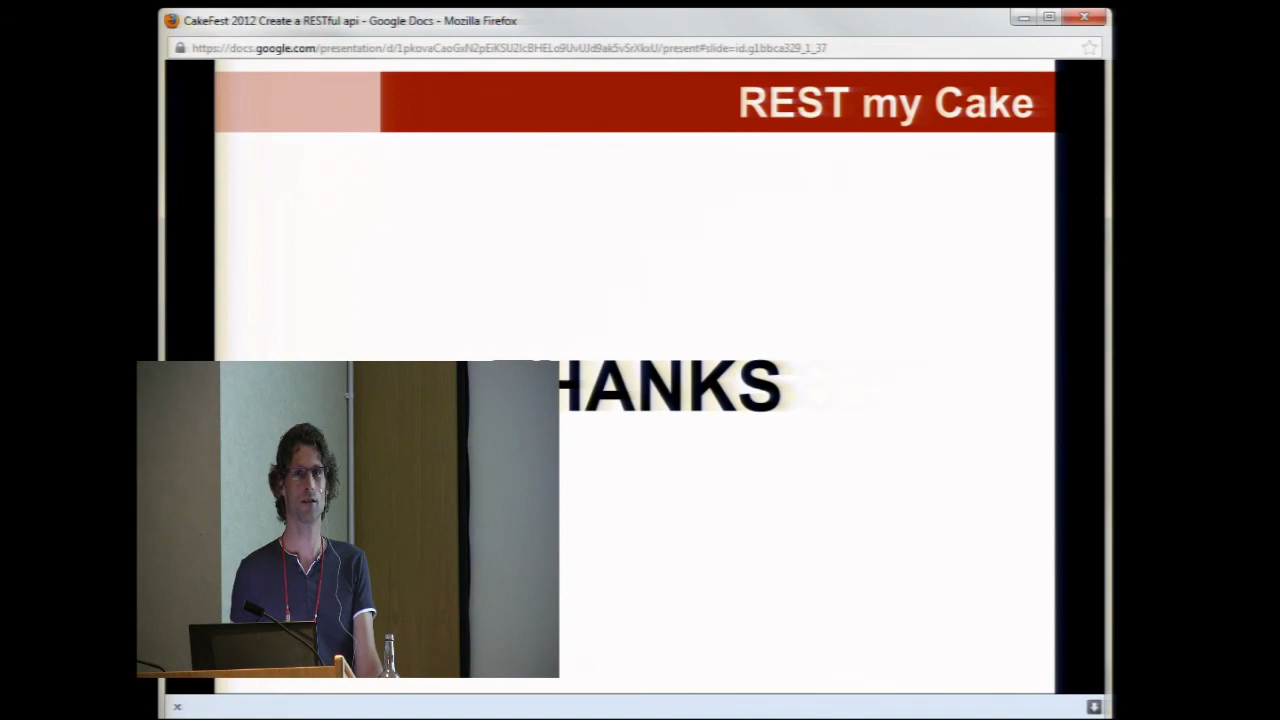 CakeFest 2012 Create a RESTful api - Google Docs - Mozilla Firefox
REST my Cake
HANKS